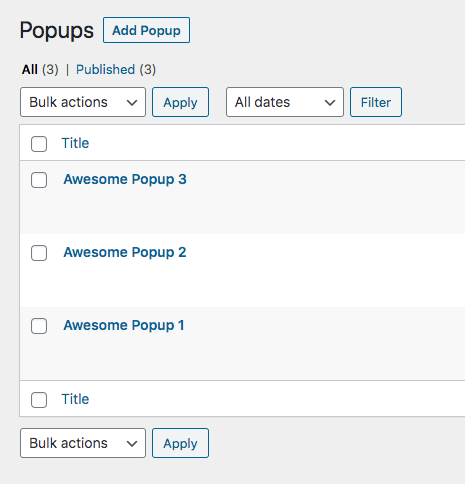 Popups Add Popup
All (3) | Published (3)
Bulk actions Apply All dates Filter
Title
Awesome Popup 3
Awesome Popup 2
Awesome Popup 1
Title
Bulk actions Apply